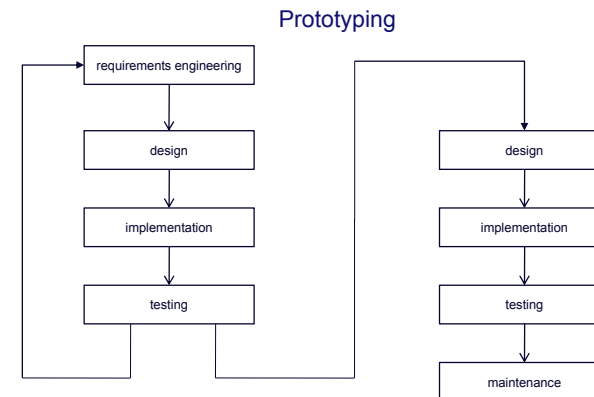 Prototyping
requirements engineering
design
implementation
testing
design
implementation
testing
maintenance